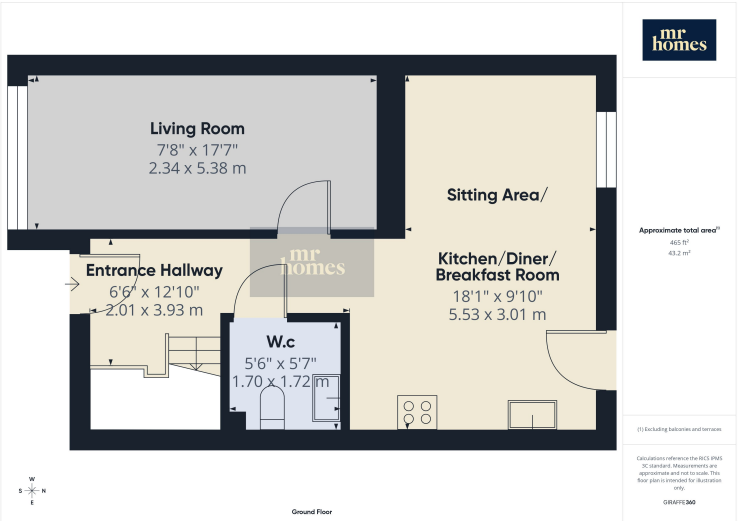 mr
homes
Living Room
7'8" x 17'7"
2.34 x 5.38 m
Sitting Area/
Kitchen/Diner/
Breakfast Room
18'1" x 9'10"
5.53 x 3.01 m
mr
homes
Entrance Hallway
6'6" x 12'10"
2.01 x 3.93 m
W.c
5'6" x 5'7"
1.70 x 1.72 m
Approximate total area(1)
465 ft²
43.2 m²
(1) Excluding balconies and terraces
Calculations reference the RICS IPMS
3C standard. Measurements are
approximate and not to scale. This
floor plan is intended for illustration
only.
GIRAFFE360
W
S N
E
Ground Floor